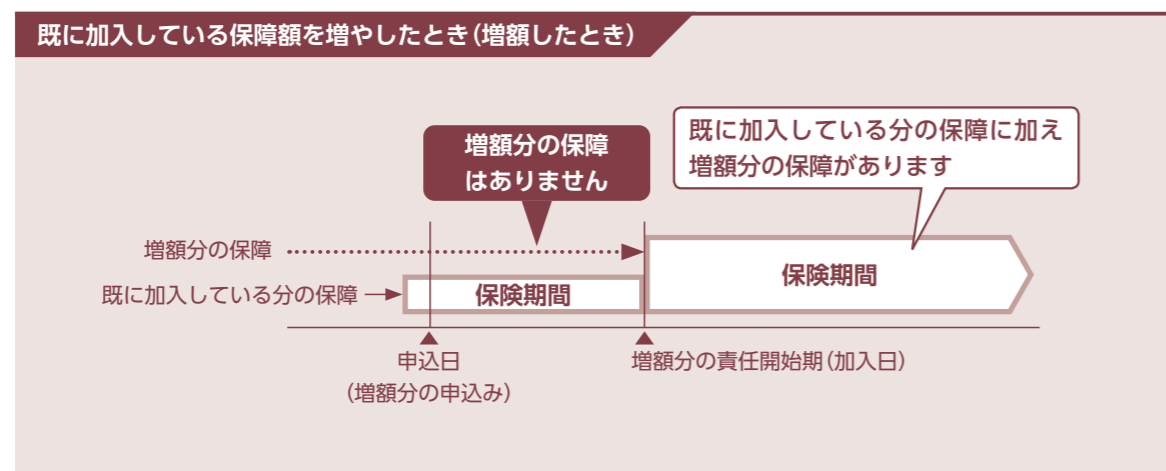 既に加入している保障額を増やしたとき(増額したとき)
増額分の保障
はありません
既に加入している分の保障に加え
増額分の保障があります
増額分の保障
保険期間
既に加入している分の保障
保険期間
申込日
(増額分の申込み)
増額分の責任開始期(加入日)